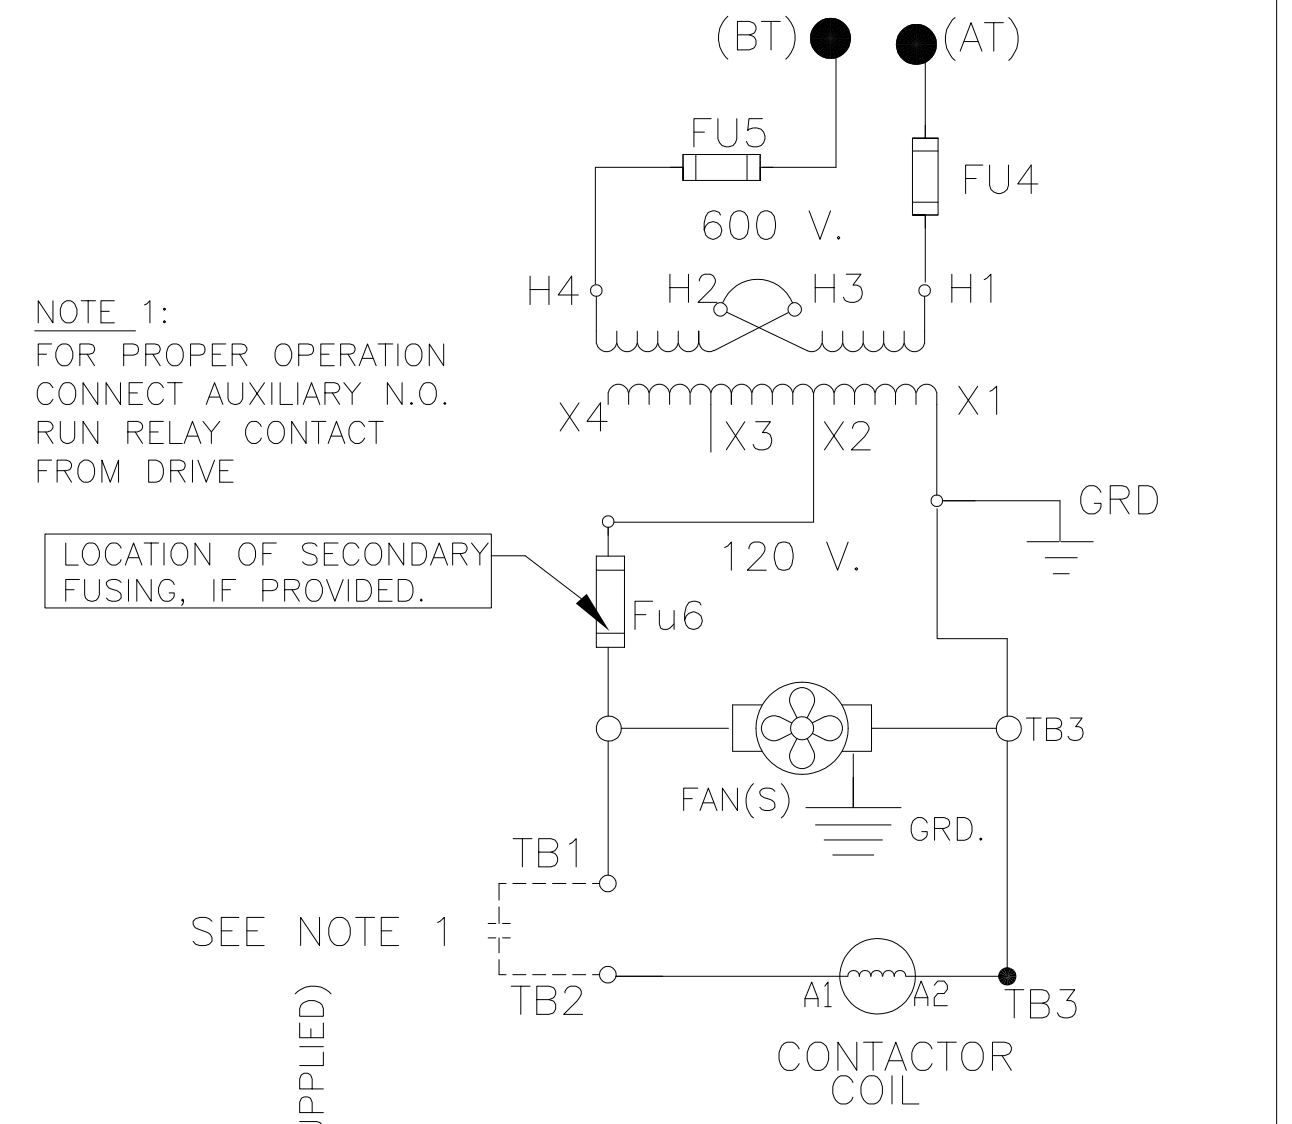 (BT)
(AT)
FU5
FU4
600 V.
H4
H2
H3
H1
NOTE 1:
FOR PROPER OPERATION
CONNECT AUXILIARY N.O.
RUN RELAY CONTACT
FROM DRIVE
X4
X3
X2
X1
GRD
LOCATION OF SECONDARY
FUSING, IF PROVIDED.
120 V.
Fu6
TB3
FAN(S)
GRD.
TB1
SEE NOTE 1
TB2
A1
A2
TB3
CONTACTOR
COIL